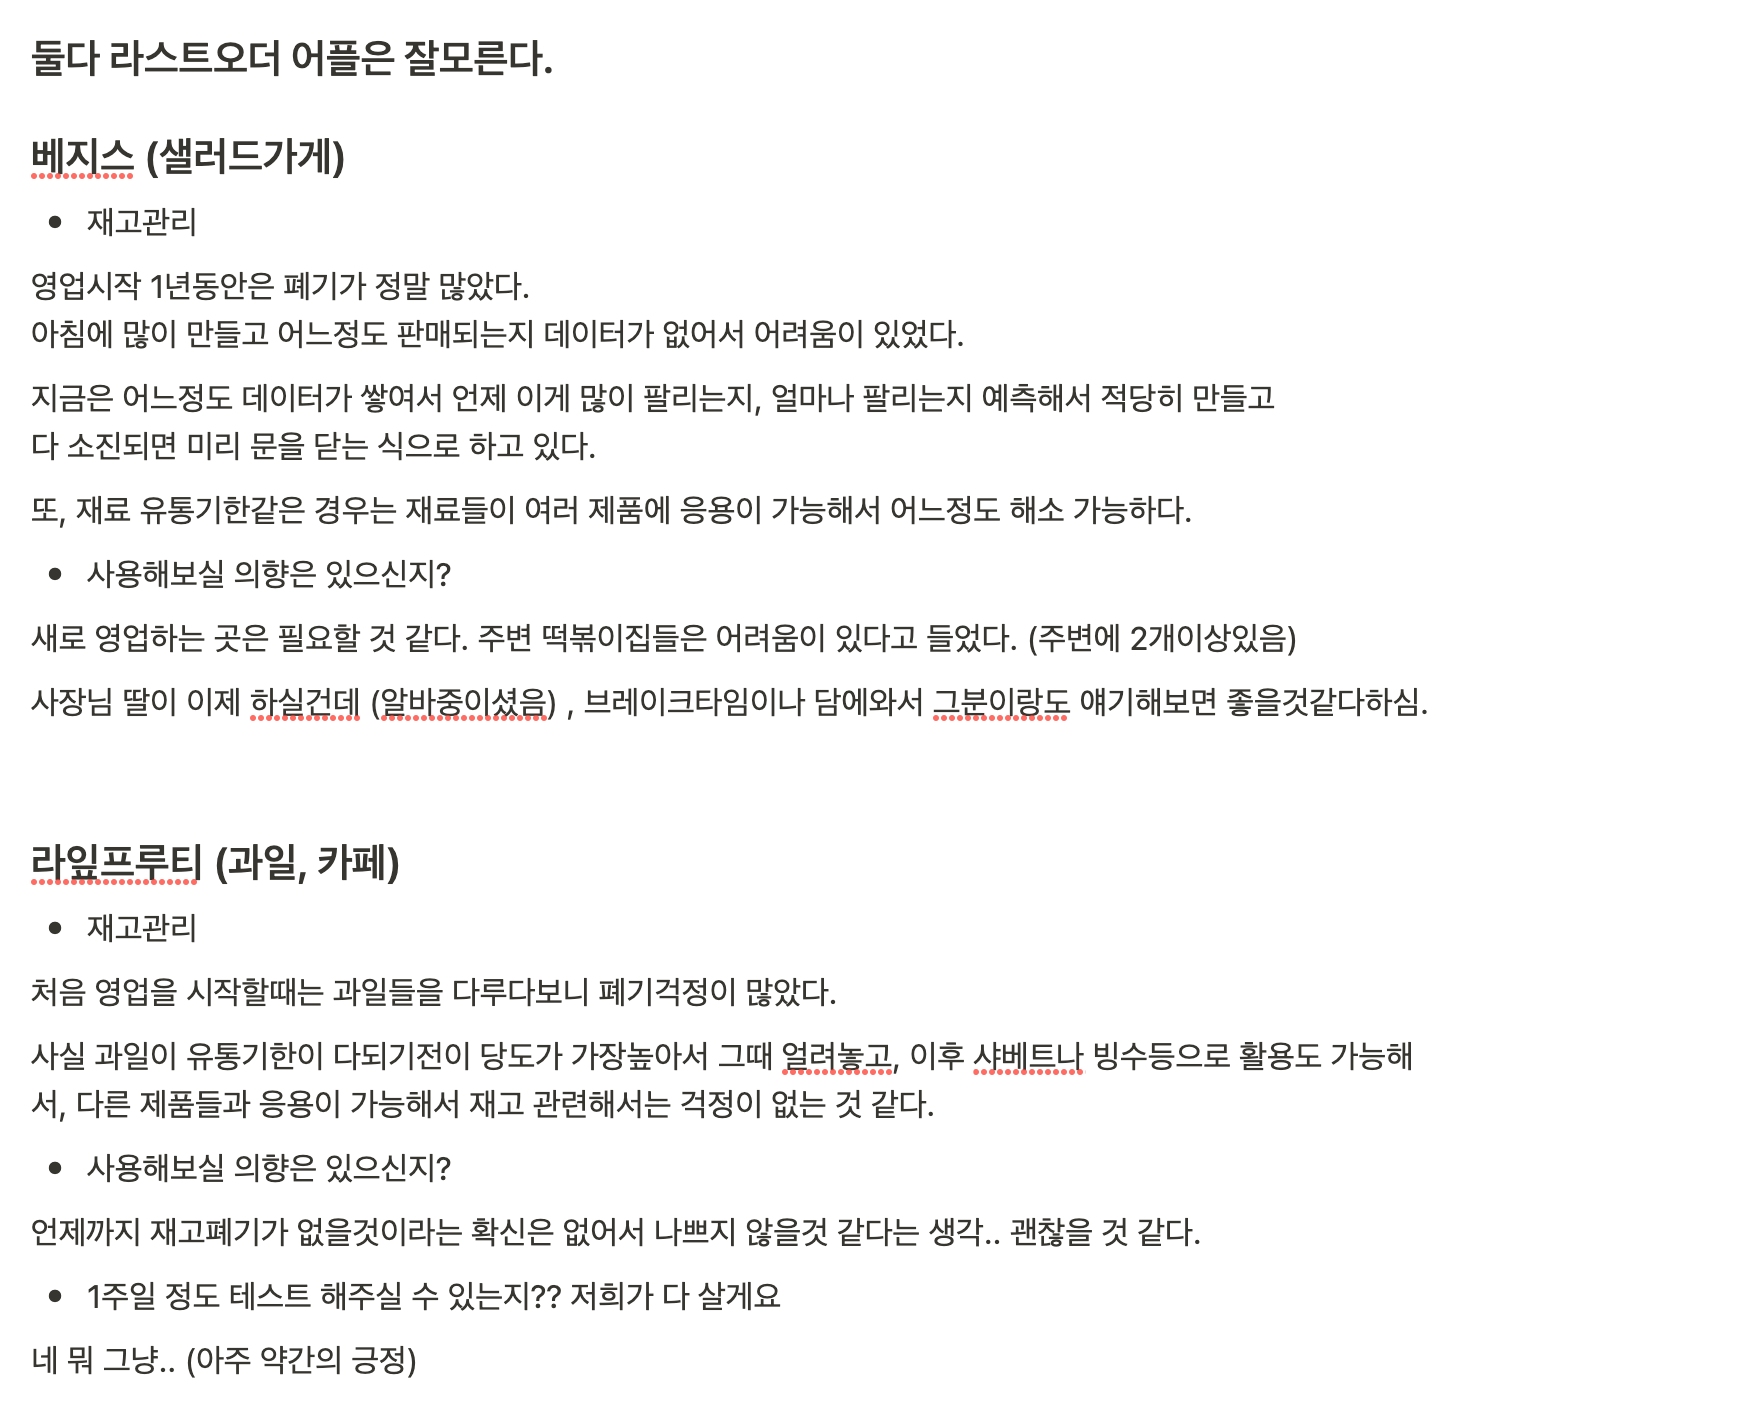 둘다 라스트오더 어플은 잘모른다.
베지스 (샐러드가게)
• 재고관리
영업시작 1년동안은 폐기가 정말 많았다.
아침에 많이 만들고 어느정도 판매되는지 데이터가 없어서 어려움이 있었다.
지금은 어느정도 데이터가 쌓여서 언제 이게 많이 팔리는지, 얼마나 팔리는지 예측해서 적당히 만들고
다 소진되면 미리 문을 닫는 식으로 하고 있다.
또, 재료 유통기한같은 경우는 재료들이 여러 제품에 응용이 가능해서 어느정도 해소 가능하다.
• 사용해보실 의향은 있으신지?
새로 영업하는 곳은 필요할 것 같다. 주변 떡볶이집들은 어려움이 있다고 들었다. (주변에 2개이상있음)
사장님 딸이 이제 하실건데 (알바중이셨음) , 브레이크타임이나 담에와서 그분이랑도 얘기해보면 좋을것같다하심.
라잎프루티 (과일, 카페)
• 재고관리
처음 영업을 시작할때는 과일들을 다루다보니 폐기걱정이 많았다.
사실 과일이 유통기한이 다되기전이 당도가 가장높아서 그때 얼려놓고, 이후 샤베트나 빙수등으로 활용도 가능해
서, 다른 제품들과 응용이 가능해서 재고 관련해서는 걱정이 없는 것 같다.
• 사용해보실 의향은 있으신지?
언제까지 재고폐기가 없을것이라는 확신은 없어서 나쁘지 않을것 같다는 생각.. 괜찮을 것 같다.
• 1주일 정도 테스트 해주실 수 있는지?? 저희가 다 살게요
네 뭐 그냥.. (아주 약간의 긍정)